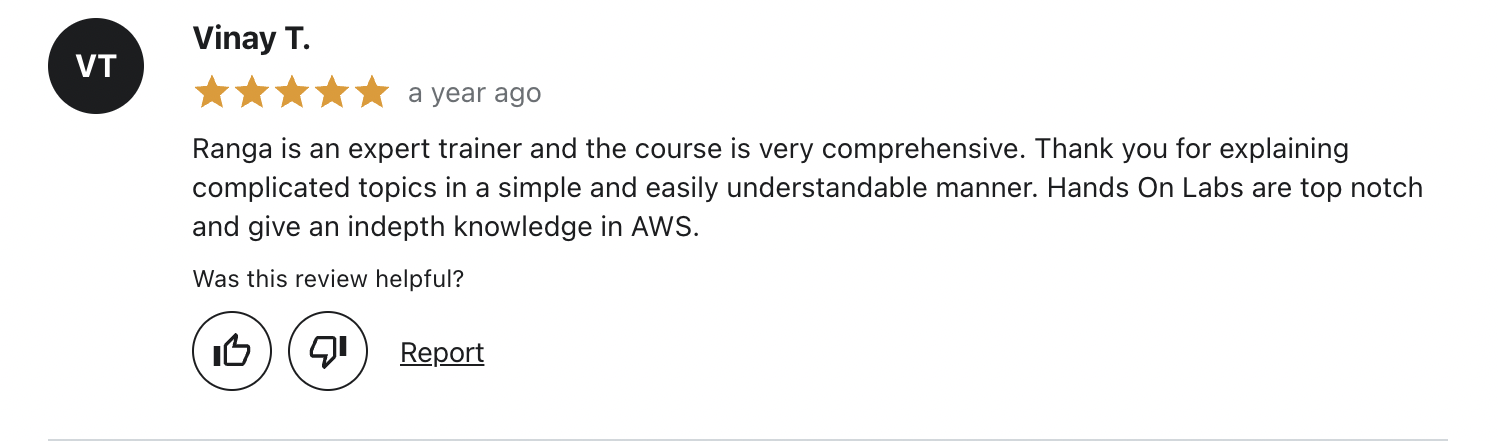 VT
Vinay T.
a year ago
Ranga is an expert trainer and the course is very comprehensive. Thank you for explaining
complicated topics in a simple and easily understandable manner. Hands On Labs are top notch
and give an indepth knowledge in AWS.
Was this review helpful?
Report